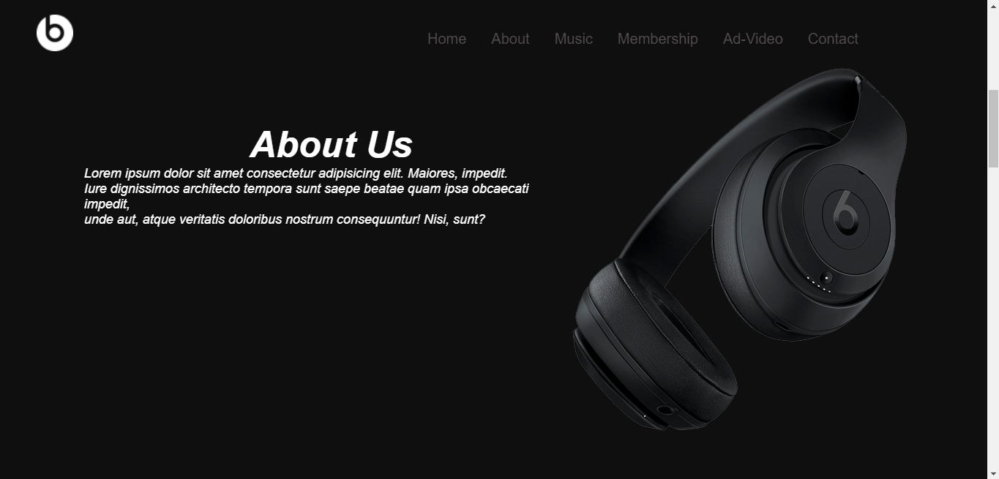 Home About Music Membership Ad-Video Contact
About Us
Lorem ipsum dolor sit amet consectetur adipisicing elit. Maiores, impedit.
Iure dignissimos architecto tempora sunt saepe beatae quam ipsa obcaecati
impedit,
unde aut, atque veritatis doloribus nostrum consequuntur! Nisi, sunt?